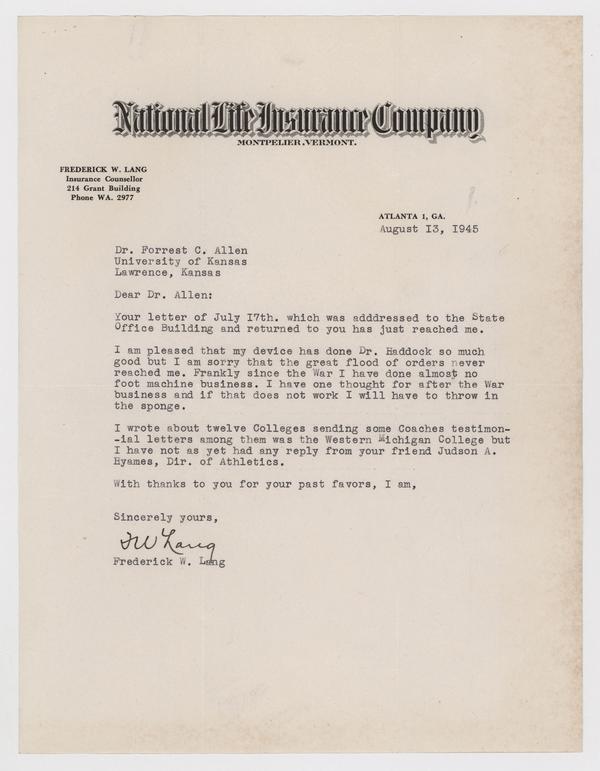 National Life Insurance Company
MONTPELIER, VERMONT.
FREDERICK W. LANG
Insurance Counsellor
214 Grant Building
Phone WA. 2977
ATLANTA 1, GA.
August I3, I945
Dr. Forrest C. Allen
University of Kansas
Lawrence, Kansas
Dear Dr. Allen:
Your letter of July I7th. which was adddressed to the State
Office Building and returned to you has just reached me.
I am pleased that my device has done Dr. Haddock so much
good but I am sorry that the great flood of orders never
reached me. Frankly since the War I have done almost no
foot machine business. I have one thought for after the War
business and if that does not work I will have to throw in
the sponge.
I wrote about twelve Colleges sending some Coaches testimon-
-ial letters among them was the Western Michigan College but
I have not as yet had any reply from your friend Judson A.
Hyames, Dir. of Athletics.
With thanks to you for your past favors, I am,
Sincerely yours,
FW Lang
Frederick W. Lang